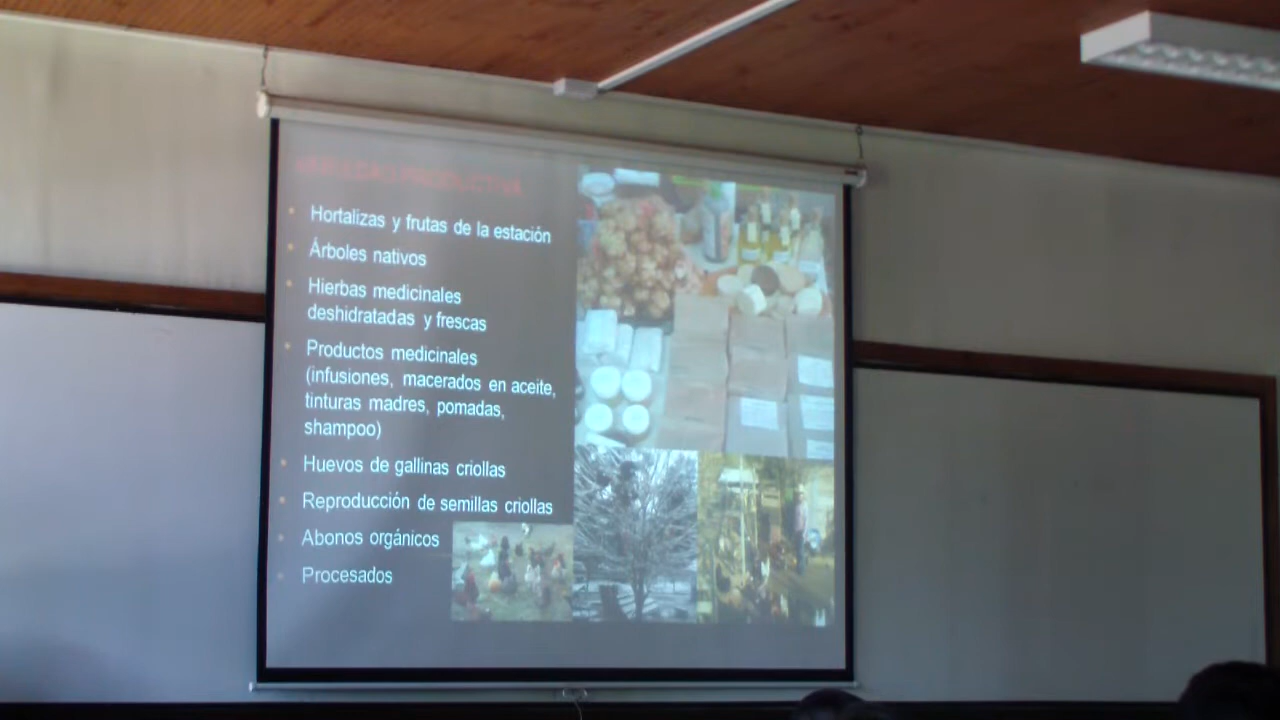 Hortalizas y frutas de la estación
Árboles nativos
Hierbas medicinales
deshidratadas y frescas
Productos medicinales
(infusiones, macerados en aceite,
tinturas madres, pomadas,
shampoo)
Huevos de gallinas criollas
Reproducción de semillas criollas
Abonos orgánicos
Procesados